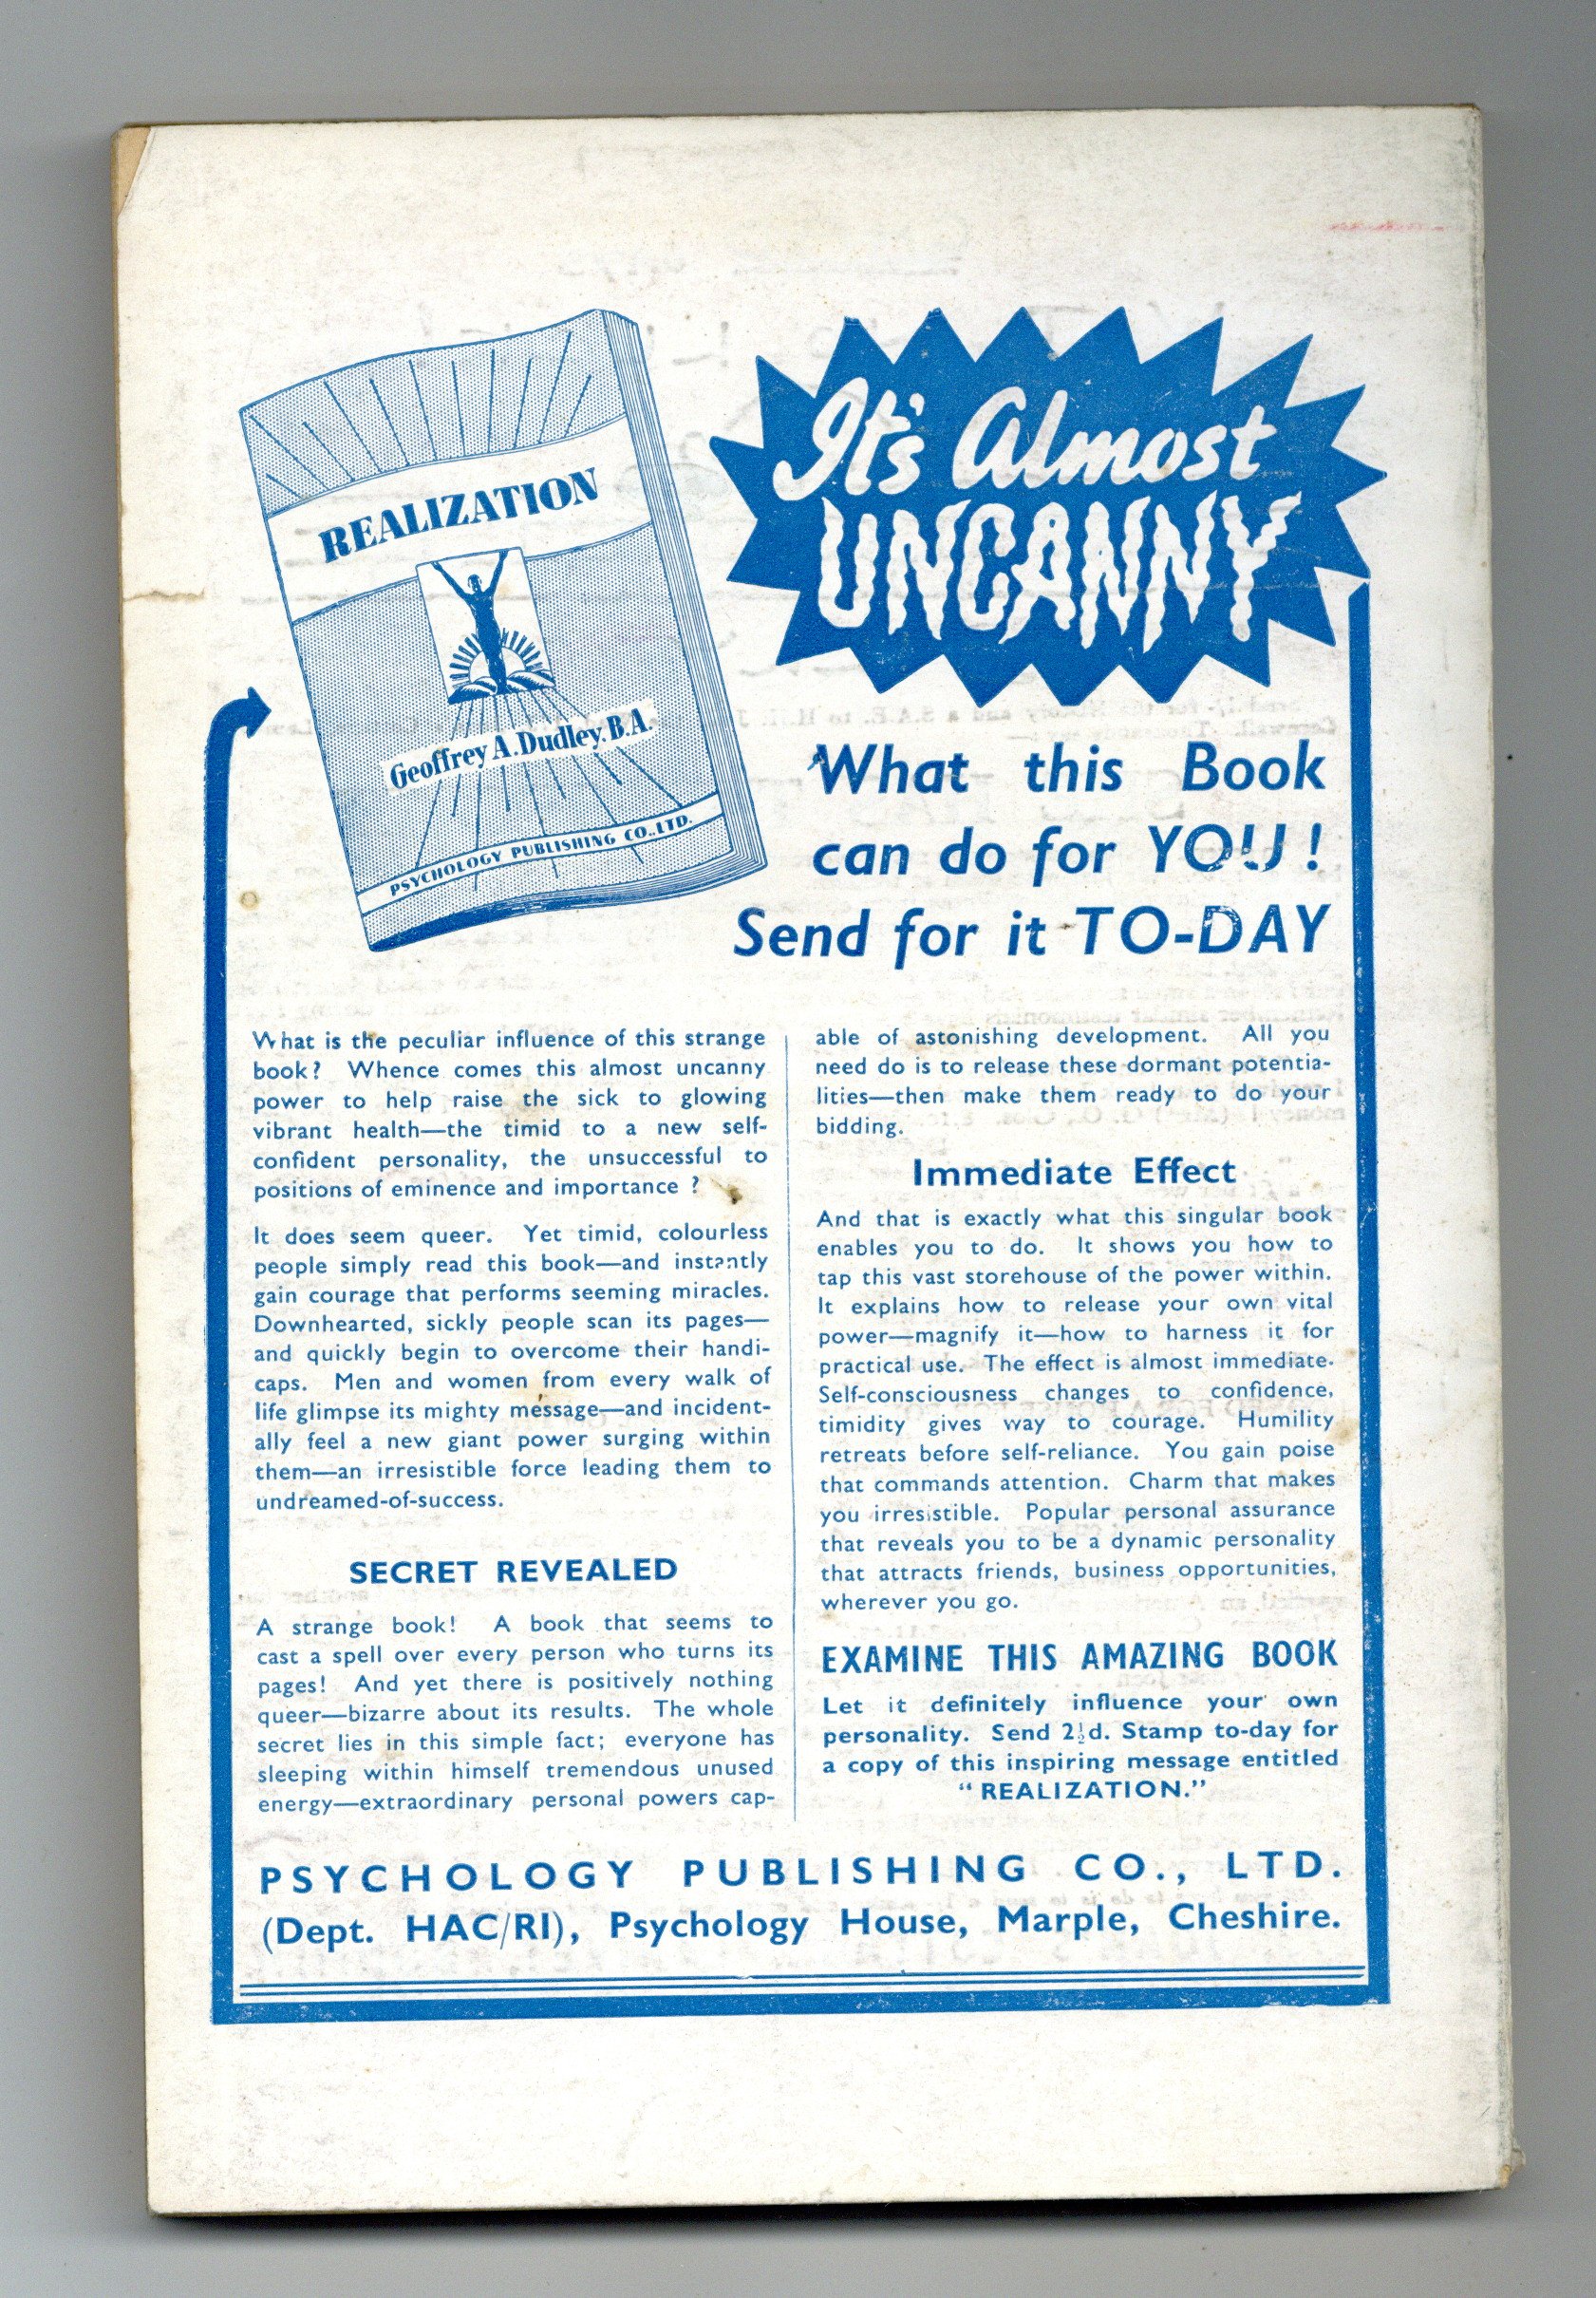 REALIZATION
Geoffrey A. Dudley. B.A.
PSYCHOLOGY PUBLISHING CO., LTD.
It's Almost
UNCANNY
What this Book
can do for YOU !
Send for it TO-DAY
What is the peculiar influence of this strange
book? Whence comes this almost uncanny
power to help raise the sick to glowing
vibrant health—the timid to a new self-
confident personality, the unsuccessful to
positions of eminence and importance ?
It does seem queer. Yet timid, colourless
people simply read this book—and instantly
gain courage that performs seeming miracles.
Downhearted, sickly people scan its pages—
and quickly begin to overcome their handi-
caps. Men and women from every walk of
life glimpse its mighty message—and incident-
ally feel a new giant power surging within
them—an irresistible force leading them to
undreamed-of-success.
SECRET REVEALED
A strange book! A book that seems to
cast a spell over every person who turns its
pages! And yet there is positively nothing
queer—bizarre about its results. The whole
secret lies in this simple fact; everyone has
sleeping within himself tremendous unused
energy—extraordinary personal powers cap-
able of astonishing development. All you
need do is to release these dormant potentia-
lities—then make them ready to do your
bidding.
Immediate Effect
And that is exactly what this singular book
enables you to do. It shows you how to
tap this vast storehouse of the power within.
It explains how to release your own vital
power—magnify it—how to harness it for
practical use. The effect is almost immediate.
Self-consciousness changes to confidence,
timidity gives way to courage. Humility
retreats before self-reliance. You gain poise
that commands attention. Charm that makes
you irresistible. Popular personal assurance
that reveals you to be a dynamic personality
that attracts friends, business opportunities,
wherever you go.
EXAMINE THIS AMAZING BOOK
Let it definitely influence your own
personality. Send 2½d. Stamp to-day for
a copy of this inspiring message entitled
" REALIZATION."
PSYCHOLOGY PUBLISHING CO., LTD.
(Dept. HAC/RI), Psychology House, Marple, Cheshire.